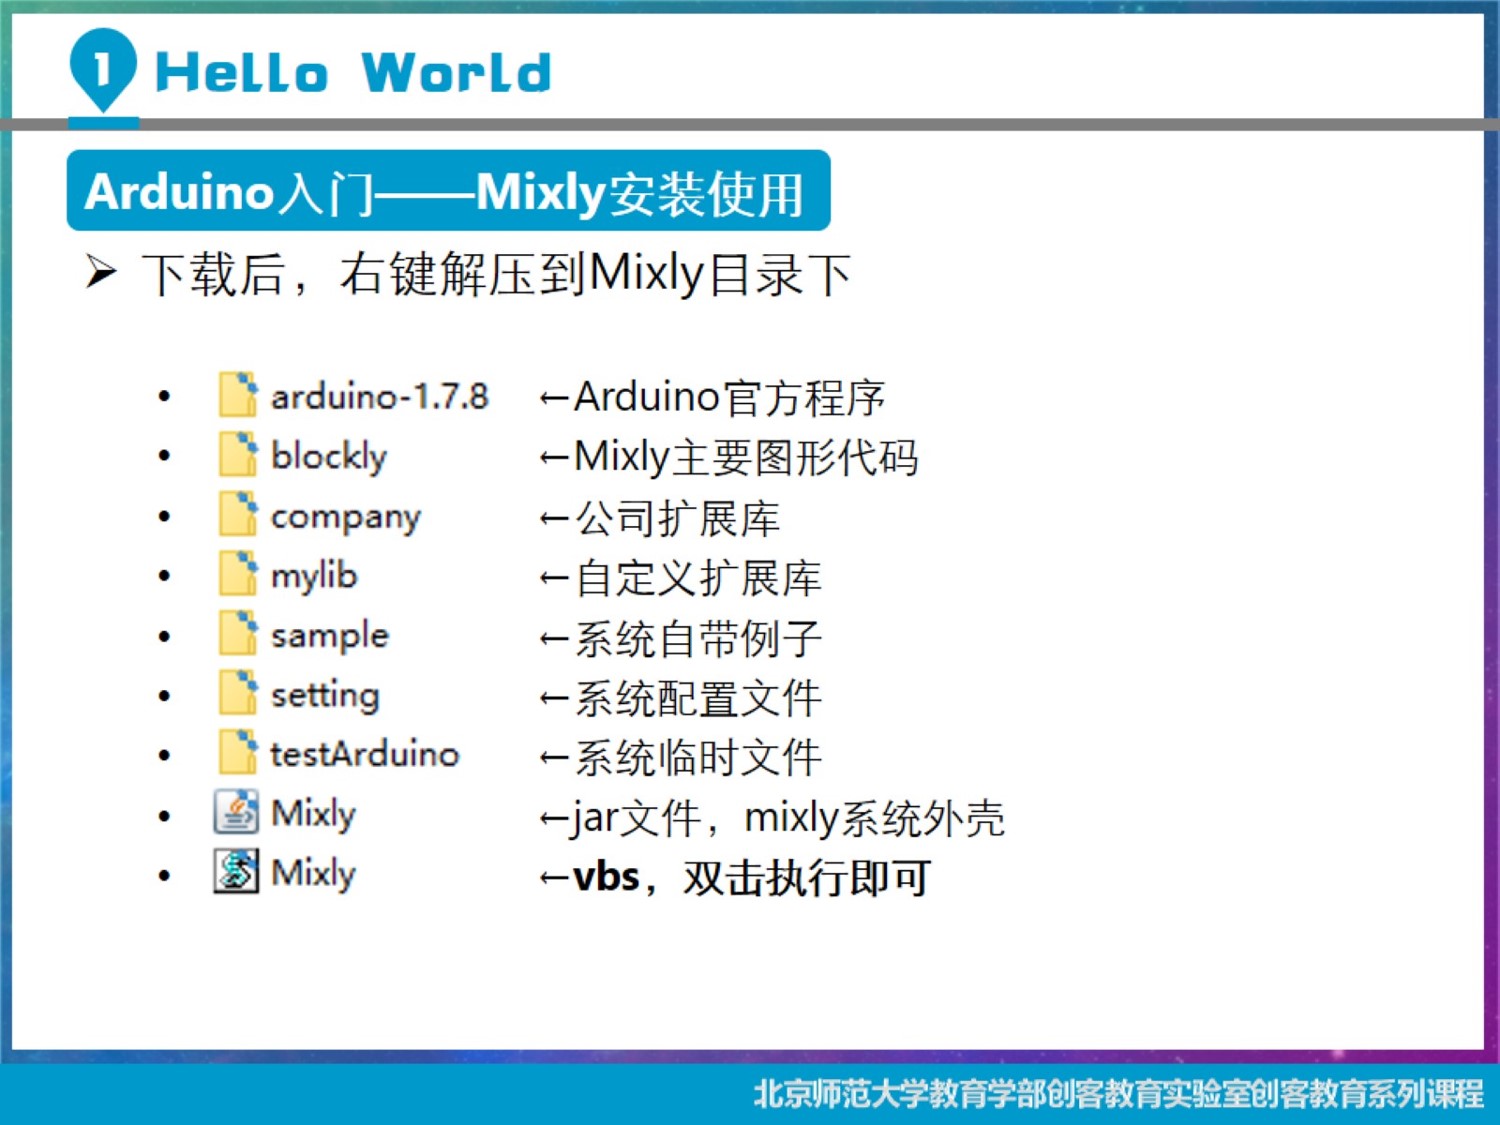 1 Hello World
Arduino入门——Mixly安装使用
➢ 下载后，右键解压到Mixly目录下
• arduino-1.7.8 ←Arduino官方程序
• blockly ←Mixly主要图形代码
• company ←公司扩展库
• mylib ←自定义扩展库
• sample ←系统自带例子
• setting ←系统配置文件
• testArduino ←系统临时文件
• Mixly ←jar文件，mixly系统外壳
• Mixly ←vbs，双击执行即可
北京师范大学教育学部创客教育实验室创客教育系列课程